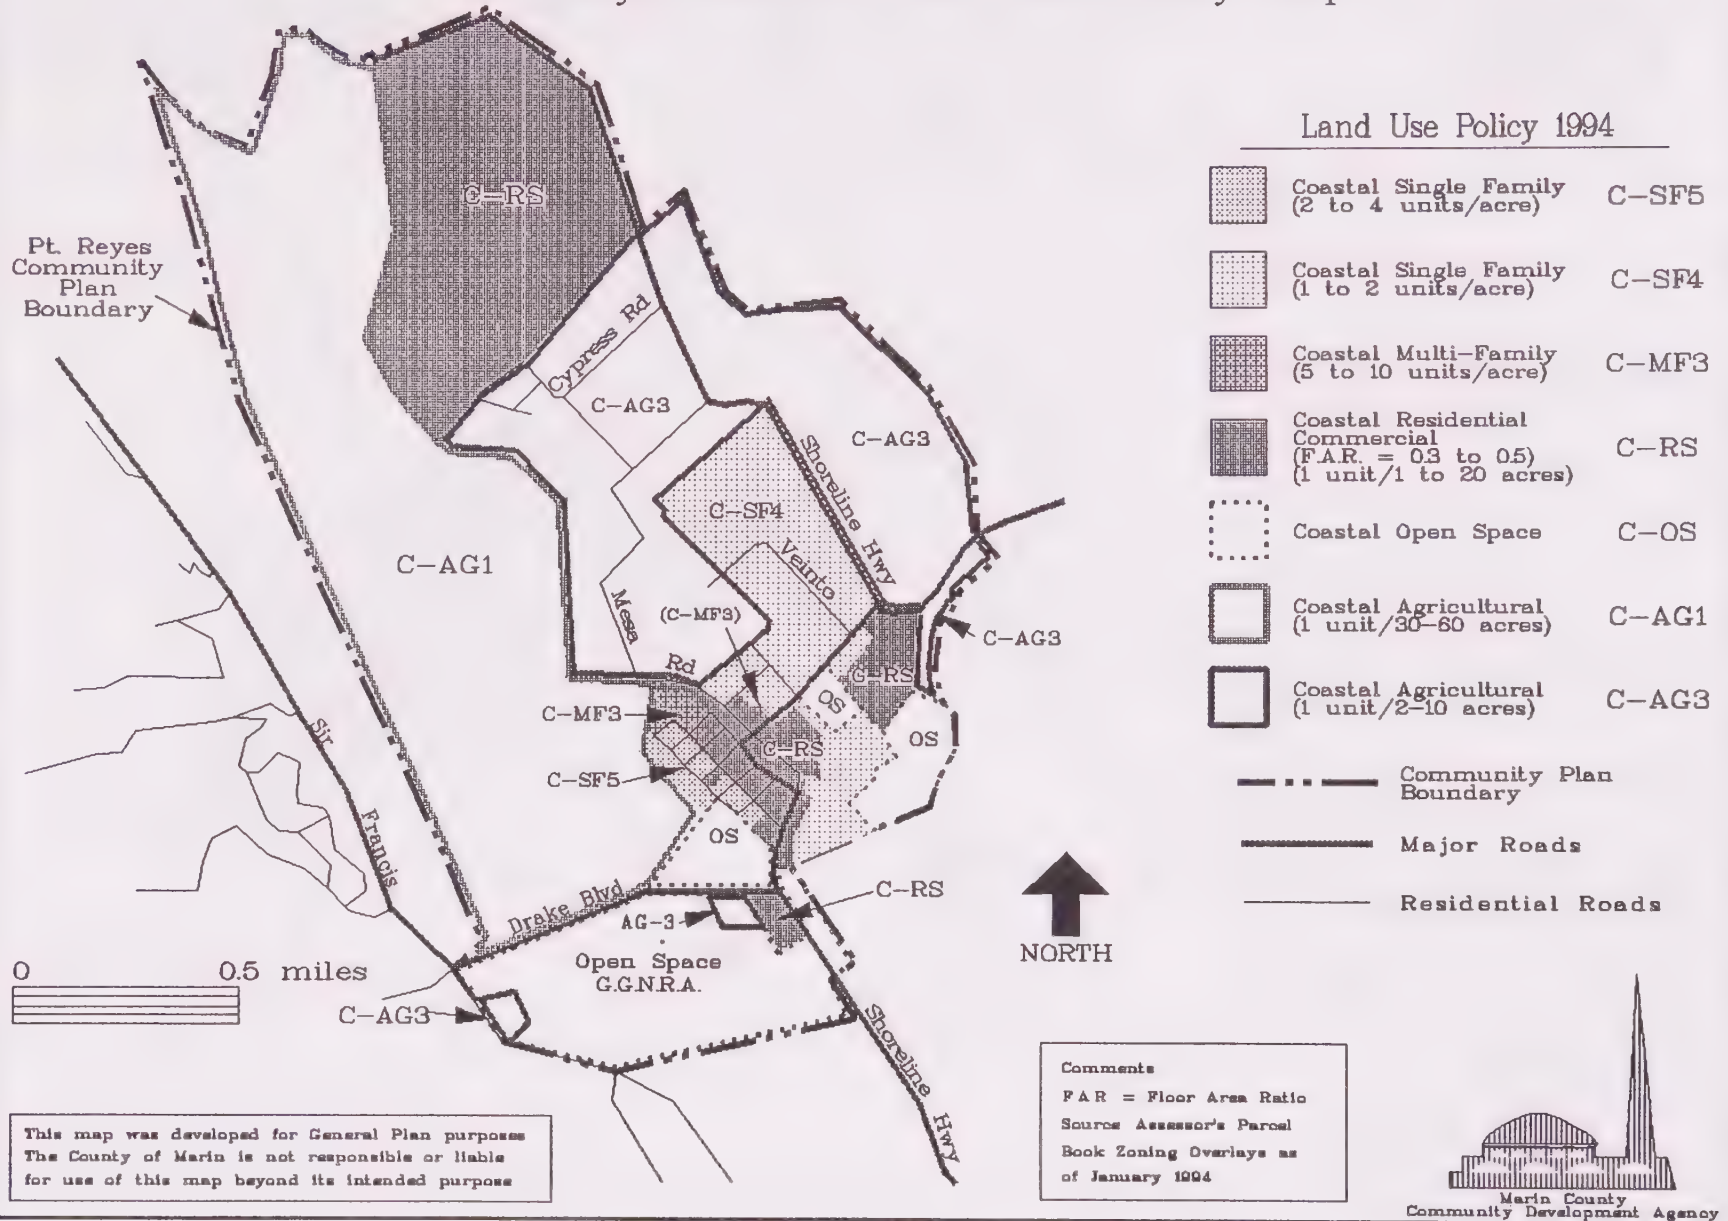 Land Use Policy 1994
Coastal Single Family
(2 to 4 units/acre)
C-SF5
Coastal Single Family
(1 to 2 units/acre)
C-SF4
Coastal Multi-Family
(5 to 10 units/acre)
C-MF3
Coastal Residential
Commercial
(F.A.R. = 0.3 to 0.5)
(1 unit/1 to 20 acres)
C-RS
Coastal Open Space
C-OS
Coastal Agricultural
(1 unit/30-60 acres)
C-AG1
Coastal Agricultural
(1 unit/2-10 acres)
C-AG3
Community Plan
Boundary
Major Roads
Residential Roads
C-RS
Pt. Reyes
Community
Plan
Boundary
Cypress Rd
C-AG3
C-AG3
Shoreline Hwy
C-SF4
Veinto
C-AG1
Mesa
(C-MF3)
C-AG3
Rd
C-RS
OS
C-MF3
OS
C-RS
C-SF5
Sir
Francis
OS
Drake Blvd
C-RS
AG-3
Open Space
G.G.N.R.A.
NORTH
0 0.5 miles
C-AG3
Shoreline Hwy
This map was developed for General Plan purposes
The County of Marin is not responsible or liable
for use of this map beyond its intended purpose
Comments
F A R = Floor Area Ratio
Source Assessor's Parcel
Book Zoning Overlays as
of January 1994
Marin County
Community Development Agency